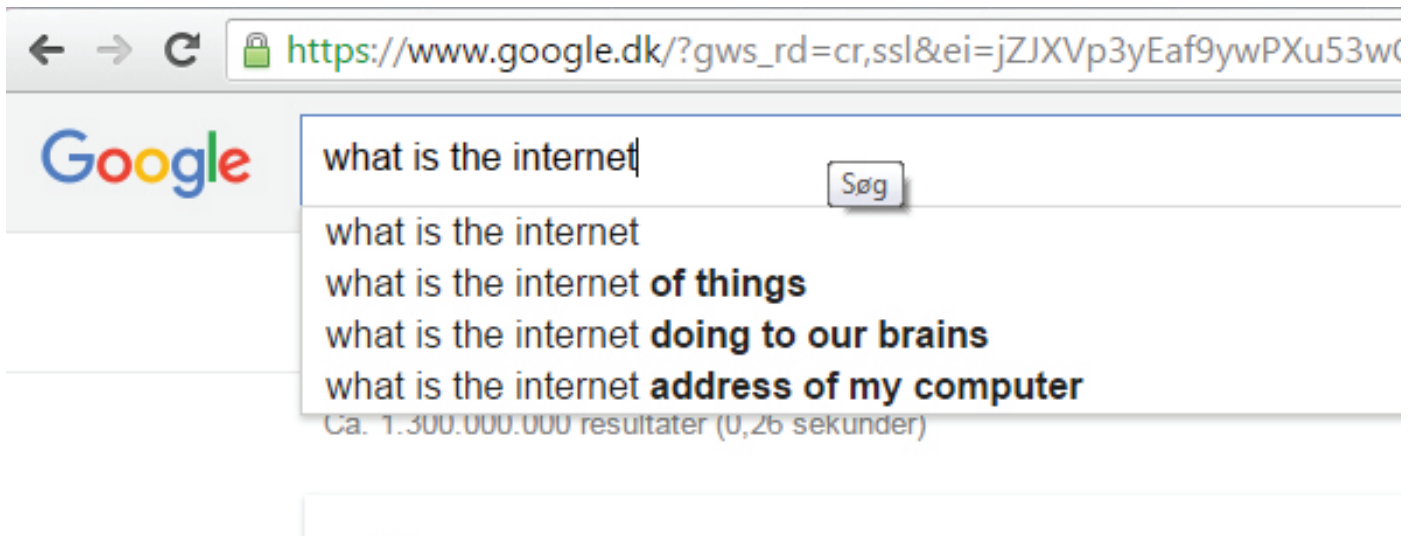 https://www.google.dk/?gws_rd=cr,ssl&ei=jZJXVp3yEaf9ywPXu53w
Google
what is the internet
Søg
what is the internet
what is the internet of things
what is the internet doing to our brains
what is the internet address of my computer
Ca. 1.300.000.000 resultater (0,26 sekunder)